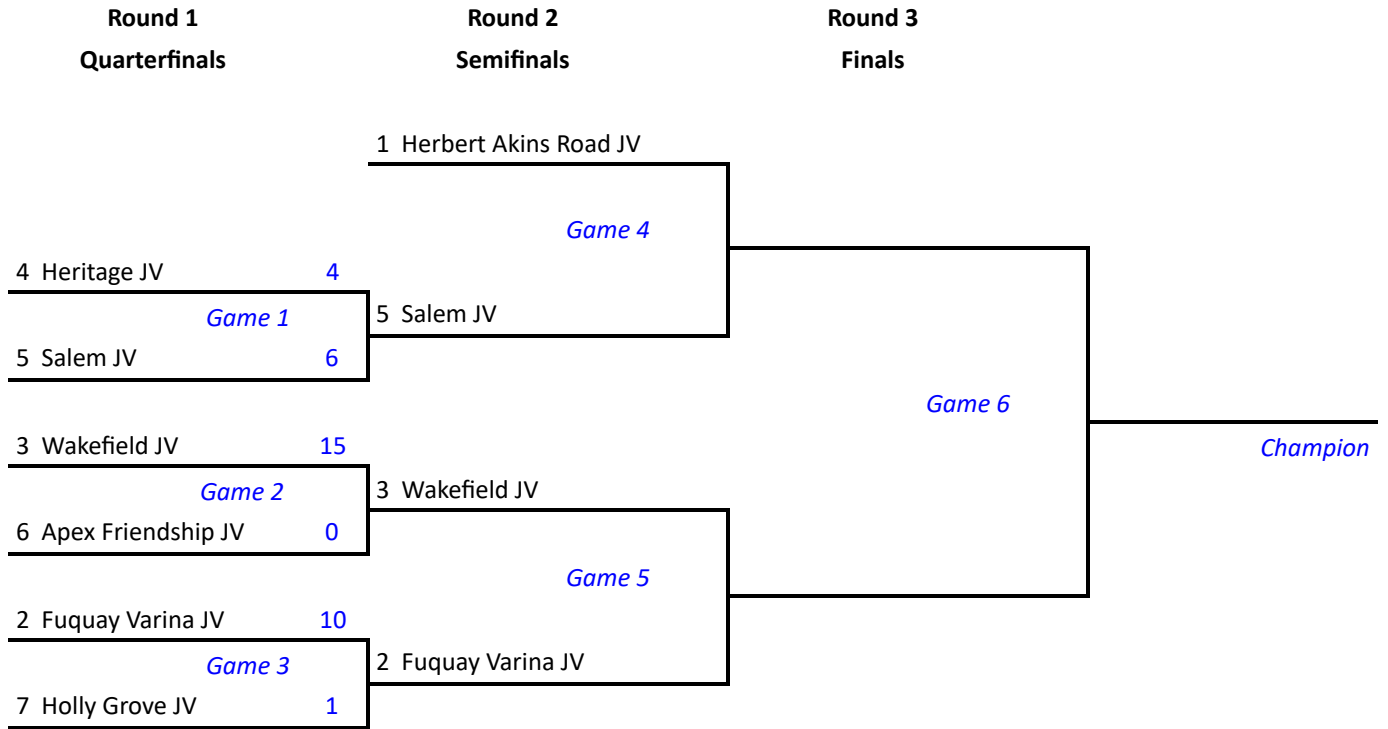 Round 1 Round 2 Round 3
Quarterfinals Semifinals Finals
1 Herbert Akins Road JV
Game 4
4 Heritage JV 4
Game 1
5 Salem JV
5 Salem JV 6
Game 6
3 Wakefield JV 15
Champion
Game 2
3 Wakefield JV
6 Apex Friendship JV 0
Game 5
2 Fuquay Varina JV 10
Game 3
2 Fuquay Varina JV
7 Holly Grove JV 1